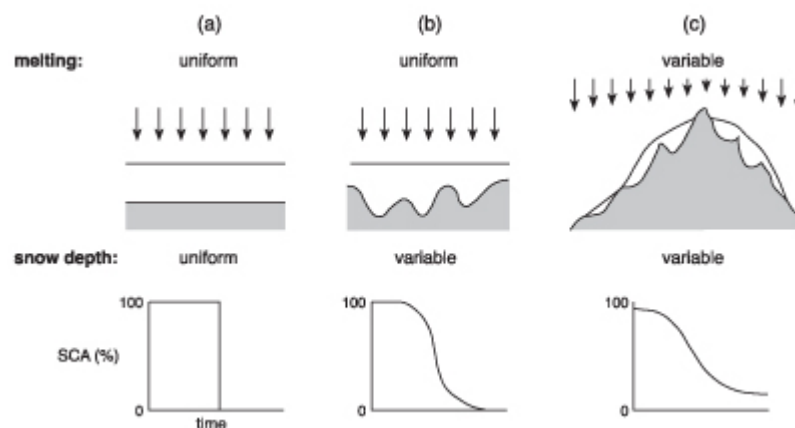 (a) (b) (c)
melting: uniform uniform variable
snow depth: uniform variable variable
100 100 100
SCA (%)
0 0 0
time